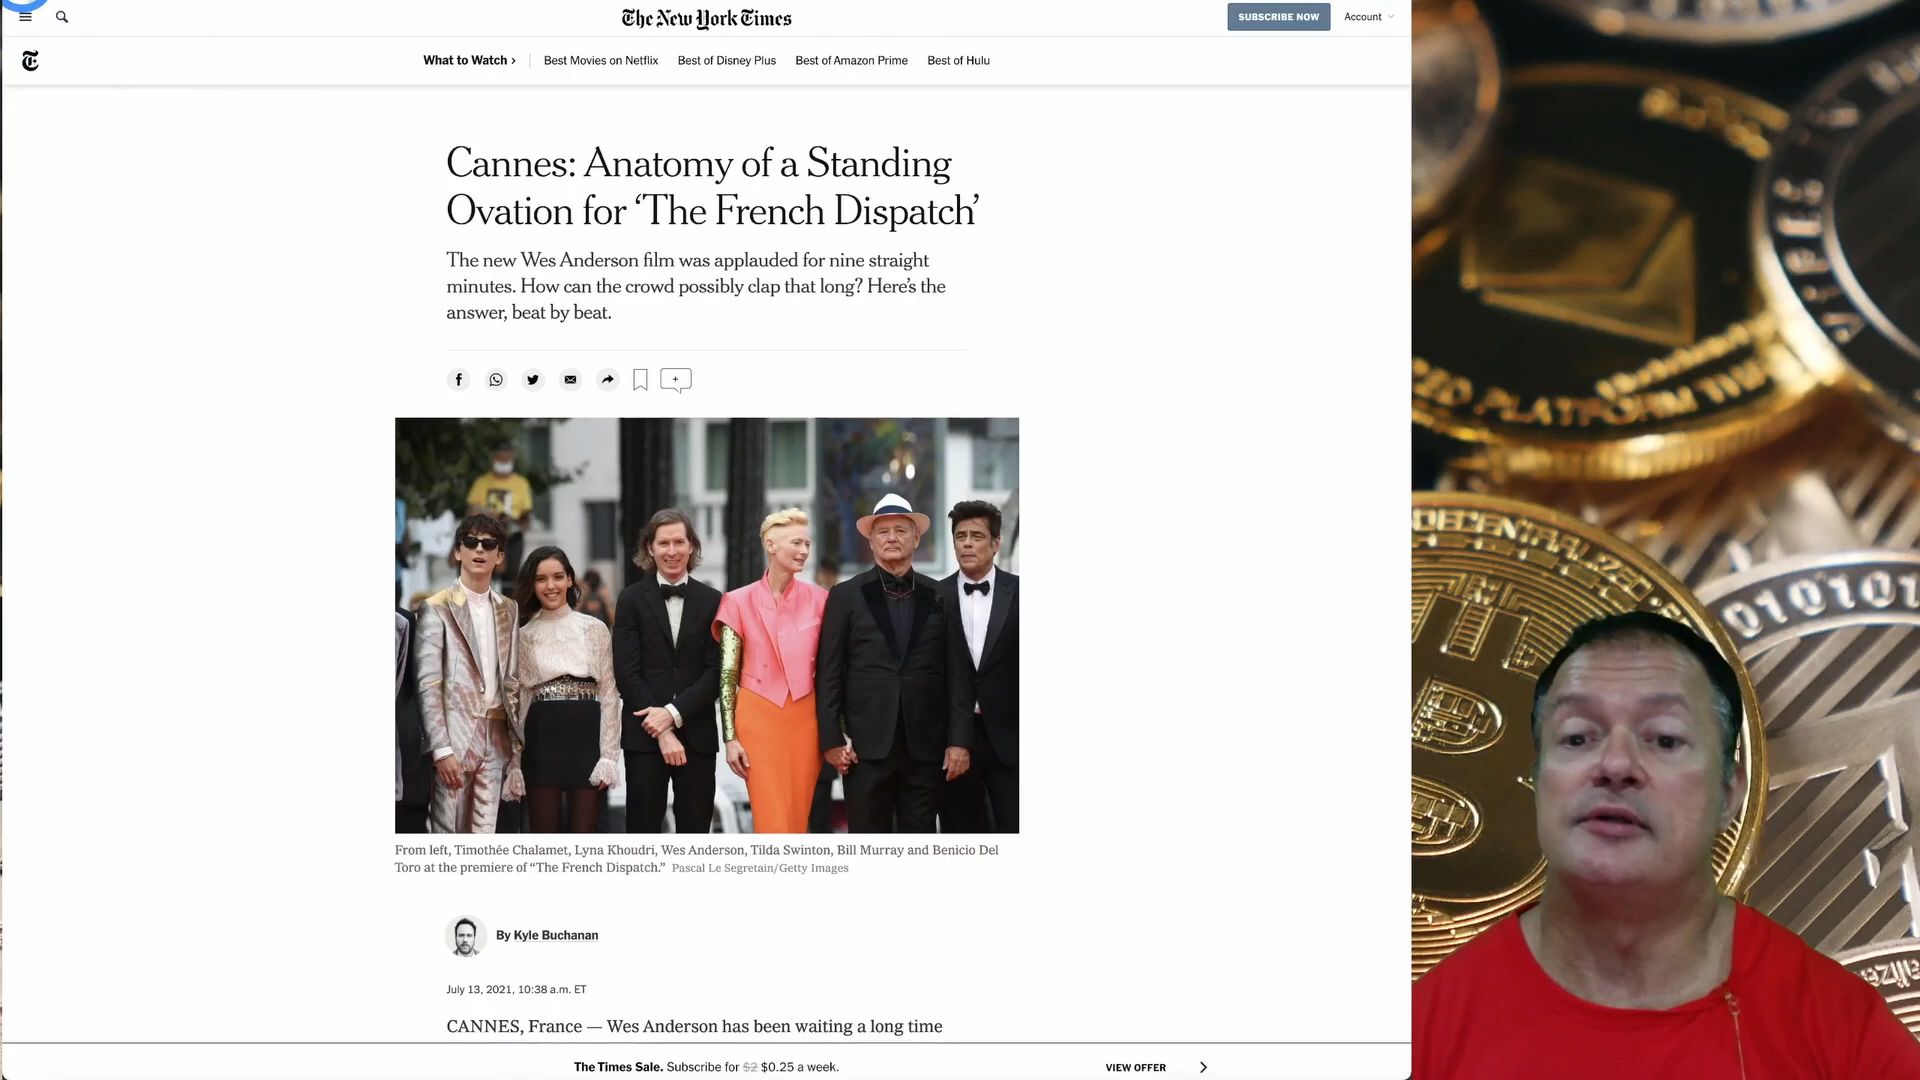 The New York Times
SUBSCRIBE NOW
Account
What to Watch ›
Best Movies on Netflix
Best of Disney Plus
Best of Amazon Prime
Best of Hulu
Cannes: Anatomy of a Standing
Ovation for ‘The French Dispatch’
The new Wes Anderson film was applauded for nine straight
minutes. How can the crowd possibly clap that long? Here’s the
answer, beat by beat.
From left, Timothée Chalamet, Lyna Khoudri, Wes Anderson, Tilda Swinton, Bill Murray and Benicio Del
Toro at the premiere of “The French Dispatch.” Pascal Le Segretain/Getty Images
By Kyle Buchanan
July 13, 2021, 10:38 a.m. ET
CANNES, France — Wes Anderson has been waiting a long time
The Times Sale. Subscribe for $2 $0.25 a week.
VIEW OFFER
PLATFORM
DECENTRALIZED
010101